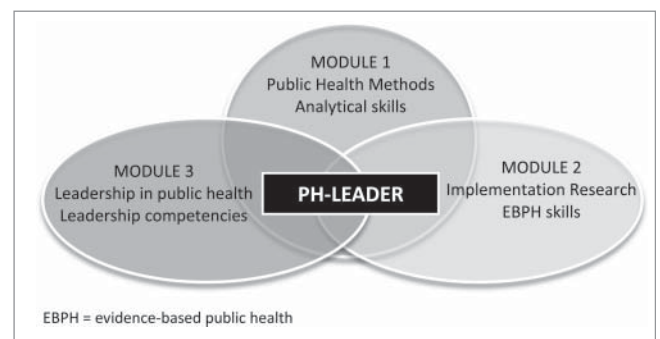 MODULE 1
Public Health Methods
Analytical skills
MODULE 3
Leadership in public health
Leadership competencies
PH-LEADER
MODULE 2
Implementation Research
EBPH skills
EBPH = evidence-based public health